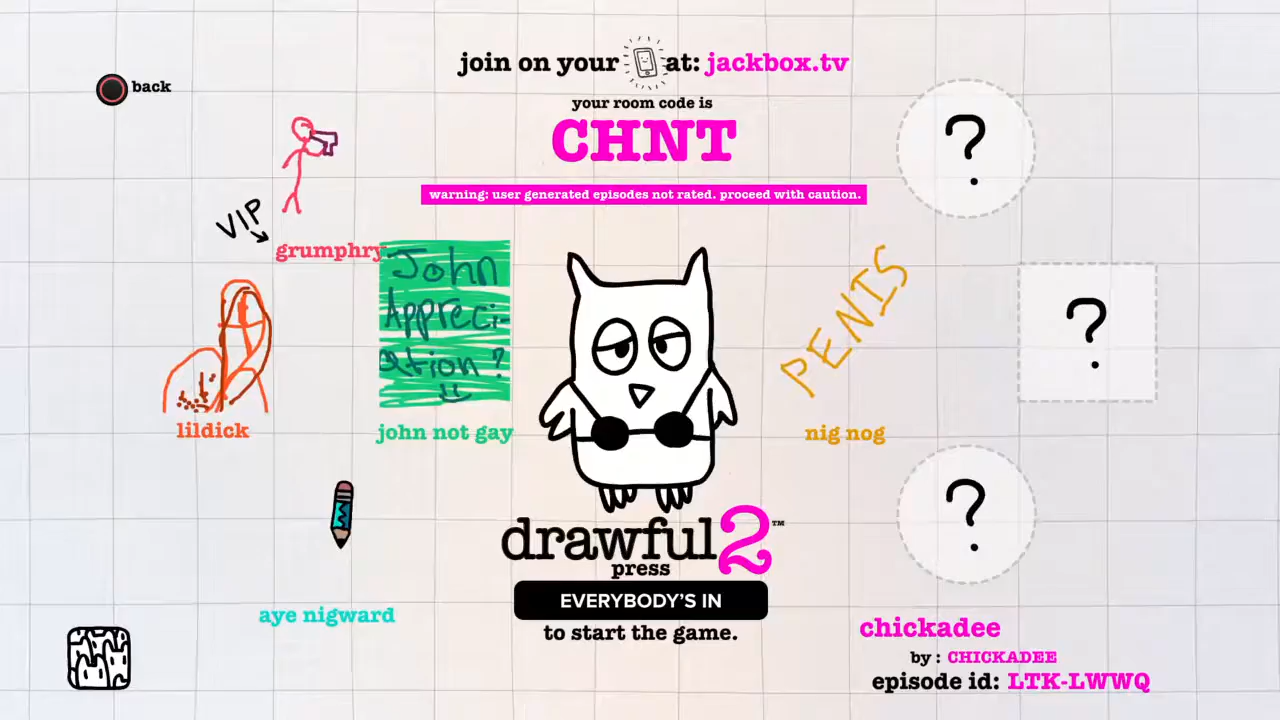 join on your at: jackbox.tv
back
your room code is
CHNT
warning: user generated episodes not rated. proceed with caution.
VIP
grumphry
John
Appreci-
ation?
PENIS
lildick
john not gay
nig nog
drawful 2™
press
EVERYBODY'S IN
to start the game.
aye nigward
chickadee
by : CHICKADEE
episode id: LTK-LWWQ